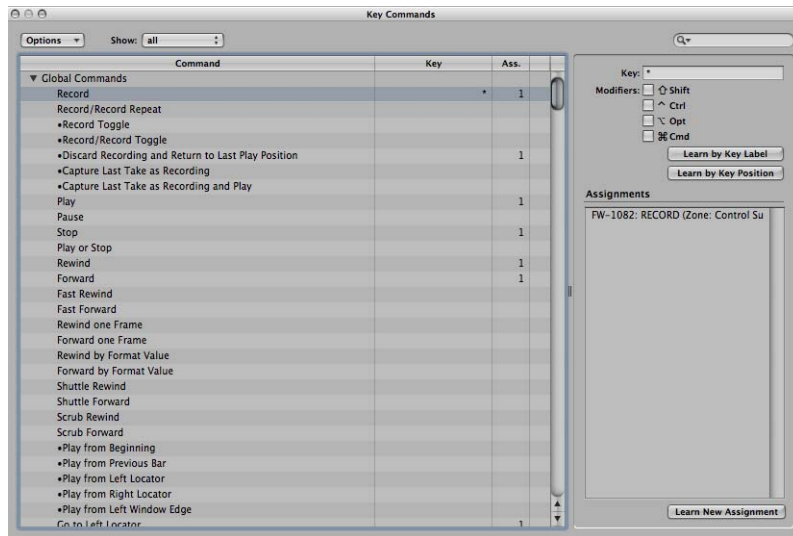 Key Commands
Options Show: all
Command Key Ass.
Global Commands
Record * 1
Record/Record Repeat
•Record Toggle
•Record/Record Toggle
•Discard Recording and Return to Last Play Position 1
•Capture Last Take as Recording
•Capture Last Take as Recording and Play
Play 1
Pause
Stop 1
Play or Stop
Rewind 1
Forward 1
Fast Rewind
Fast Forward
Rewind one Frame
Forward one Frame
Rewind by Format Value
Forward by Format Value
Shuttle Rewind
Shuttle Forward
Scrub Rewind
Scrub Forward
•Play from Beginning
•Play from Previous Bar
•Play from Left Locator
•Play from Right Locator
•Play from Left Window Edge
Go to Left Locator 1
Key: *
Modifiers: ⇧ Shift
^ Ctrl
⌥ Opt
⌘ Cmd
Learn by Key Label
Learn by Key Position
Assignments
FW-1082: RECORD (Zone: Control Su
Learn New Assignment